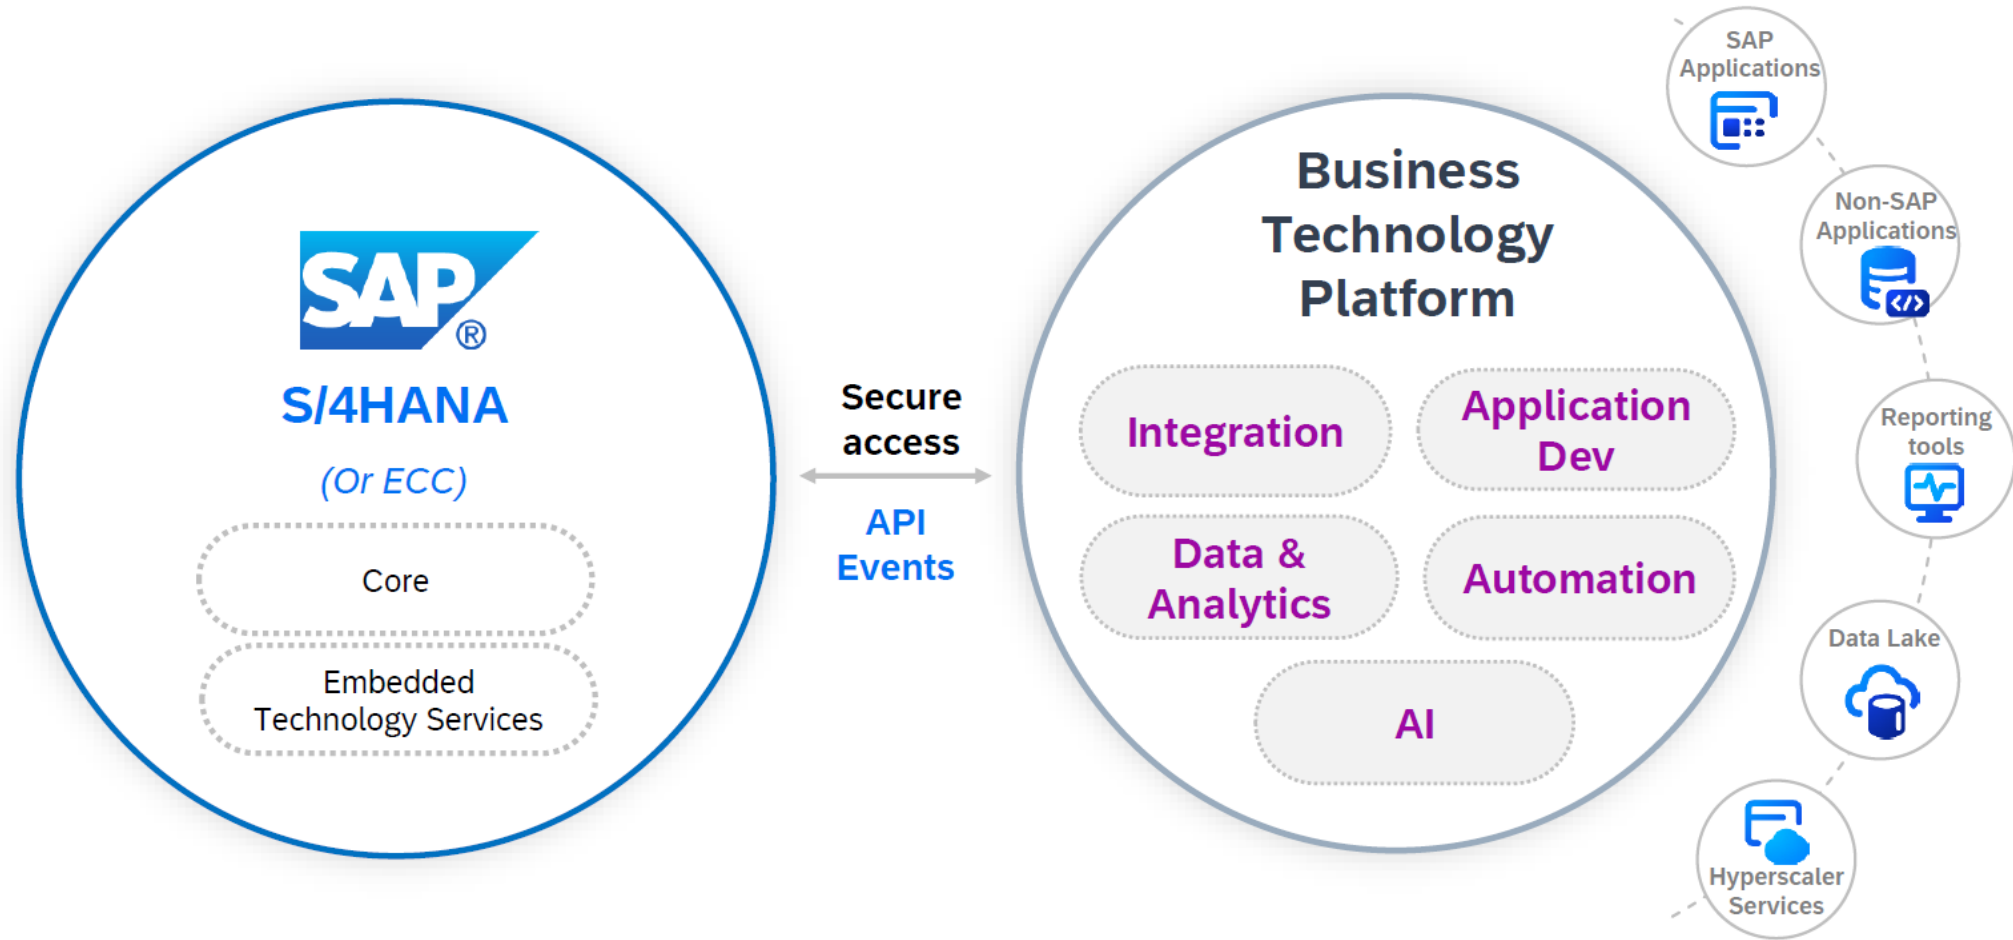 SAP
®
S/4HANA
(Or ECC)
Core
Embedded
Technology Services
Secure
access
API
Events
Business
Technology
Platform
Integration
Application
Dev
Data &
Analytics
Automation
AI
SAP
Applications
Non-SAP
Applications
</>
Reporting
tools
Data Lake
Hyperscaler
Services